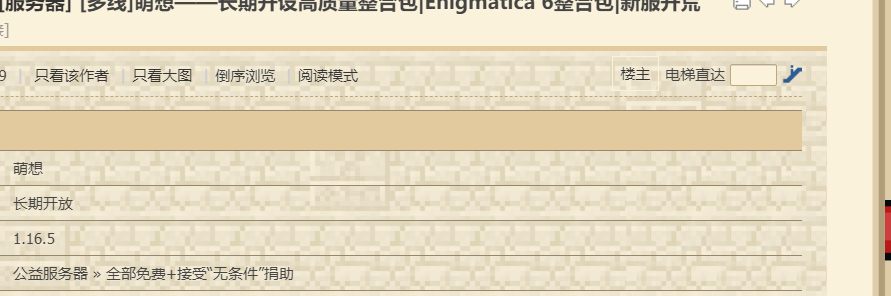 [服务器] [多线]萌想——长期开设高质量整合包|Enigmatica 6整合包|新服开荒
]
9 | 只看该作者 | 只看大图 | 倒序浏览 | 阅读模式 楼主 电梯直达
萌想
长期开放
1.16.5
公益服务器 » 全部免费+接受“无条件”捐助